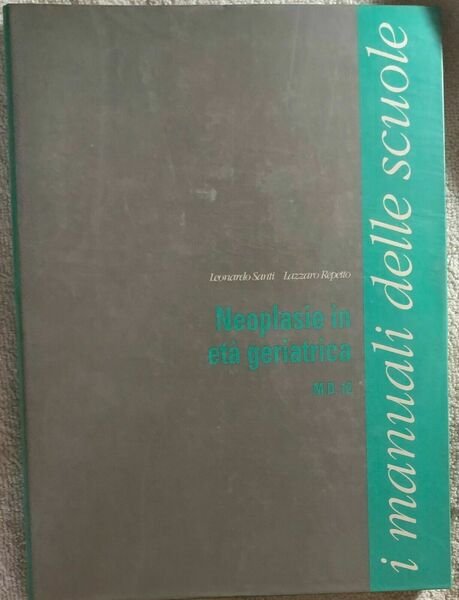 Leonardo Santi Lazzaro Repetto
Neoplasie in
età geriatrica
M.D. 12
i manuali delle scuole